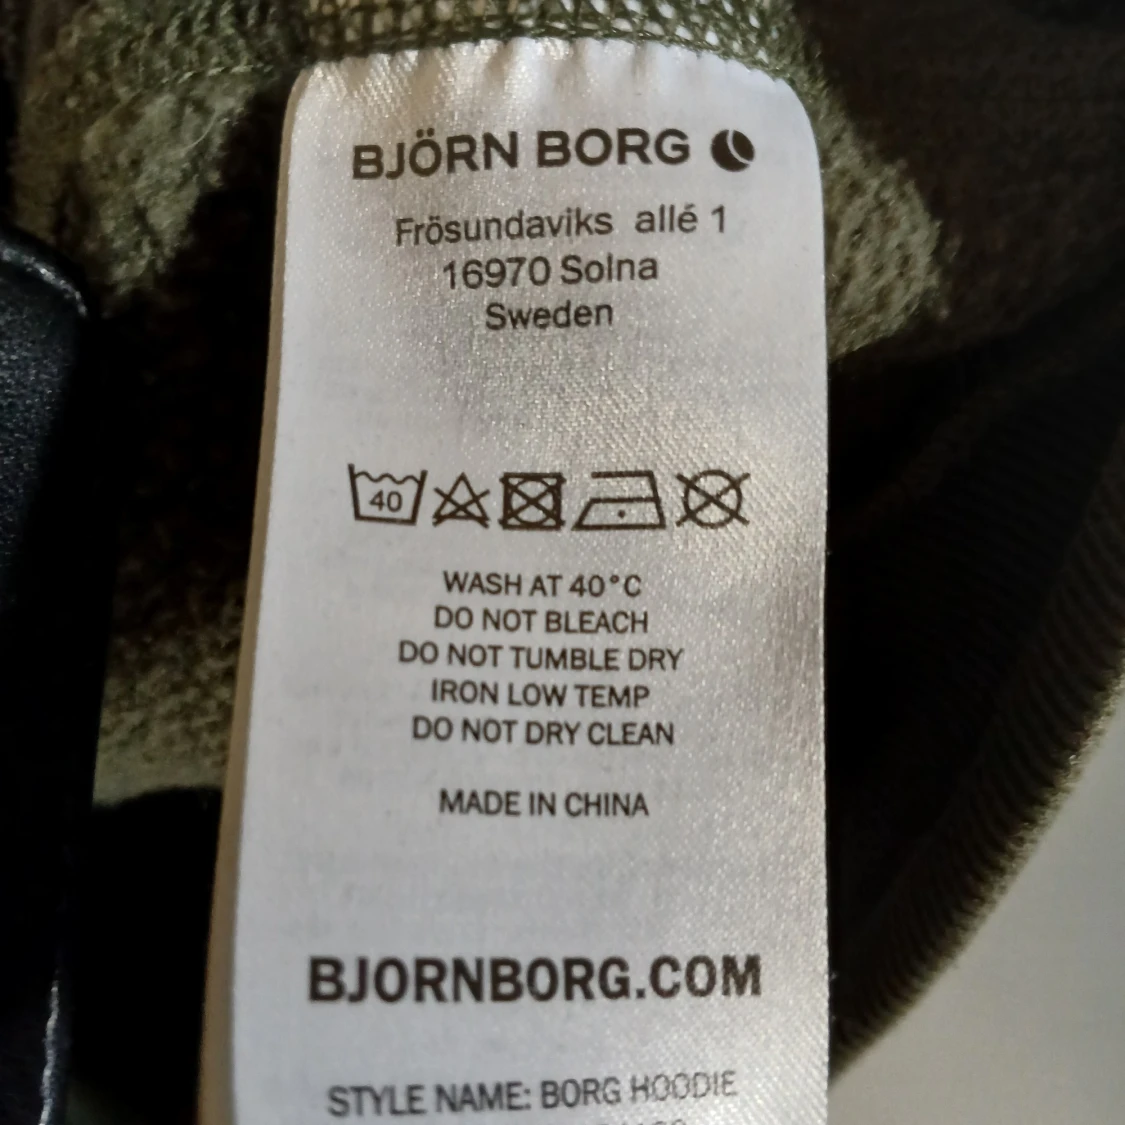 BJÖRN BORG
Frösundaviks allé 1
16970 Solna
Sweden
40
WASH AT 40°C
DO NOT BLEACH
DO NOT TUMBLE DRY
IRON LOW TEMP
DO NOT DRY CLEAN
MADE IN CHINA
BJORNBORG.COM
STYLE NAME: BORG HOODIE